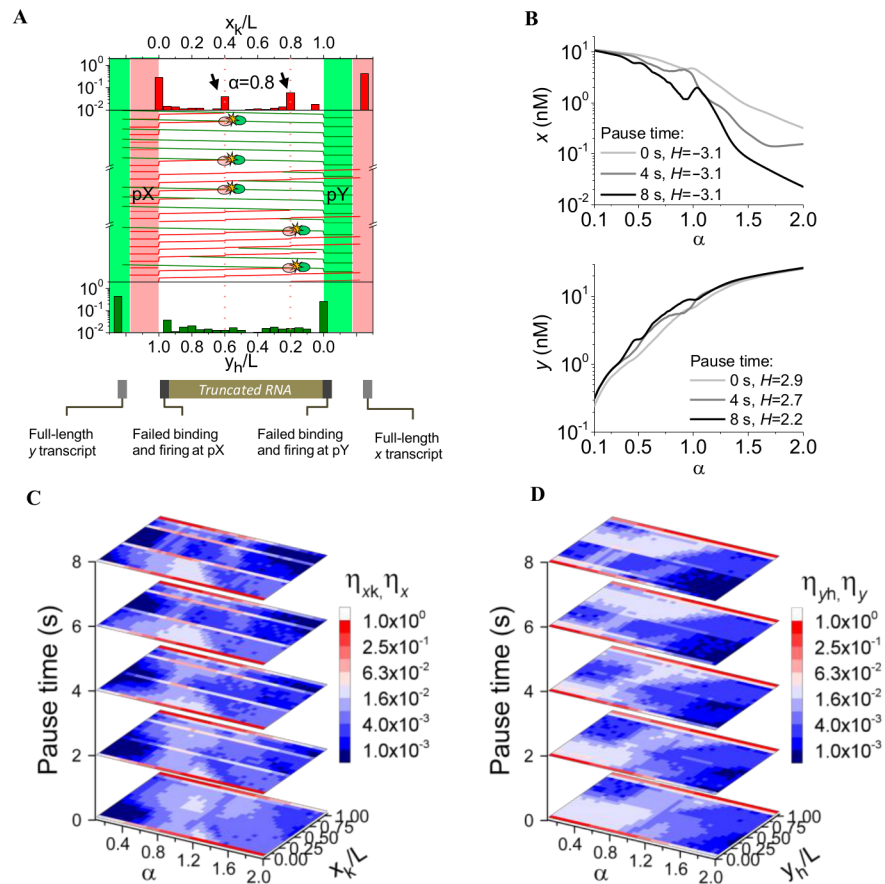 A
x_k/L
0.0 0.2 0.4 0.6 0.8 1.0
10^0
10^-1
10^-2
α=0.8
pX
pY
10^0
10^-1
10^-2
1.0 0.8 0.6 0.4 0.2 0.0
y_h/L
Truncated RNA
Full-length
y transcript
Failed binding
and firing at pX
Failed binding
and firing at pY
Full-length
x transcript
B
10^2
10^1
10^0
10^-1
10^-2
x (nM)
Pause time:
0 s, H=−3.1
4 s, H=−3.1
8 s, H=−3.1
0.1 0.5 1.0 1.5 2.0
α
10^2
10^1
10^0
10^-1
y (nM)
Pause time:
0 s, H=2.9
4 s, H=2.7
8 s, H=2.2
0.1 0.5 1.0 1.5 2.0
α
C
Pause time (s)
8
6
4
2
0
0.4 0.8 1.2 1.6 2.0
α
0.00 0.25 0.50 0.75 1.00
x_k/L
η_xk, η_x
1.0x10^0
2.5x10^-1
6.3x10^-2
1.6x10^-2
4.0x10^-3
1.0x10^-3
D
Pause time (s)
8
6
4
2
0
0.4 0.8 1.2 1.6 2.0
α
0.00 0.25 0.50 0.75 1.00
y_h/L
η_yh, η_y
1.0x10^0
2.5x10^-1
6.3x10^-2
1.6x10^-2
4.0x10^-3
1.0x10^-3